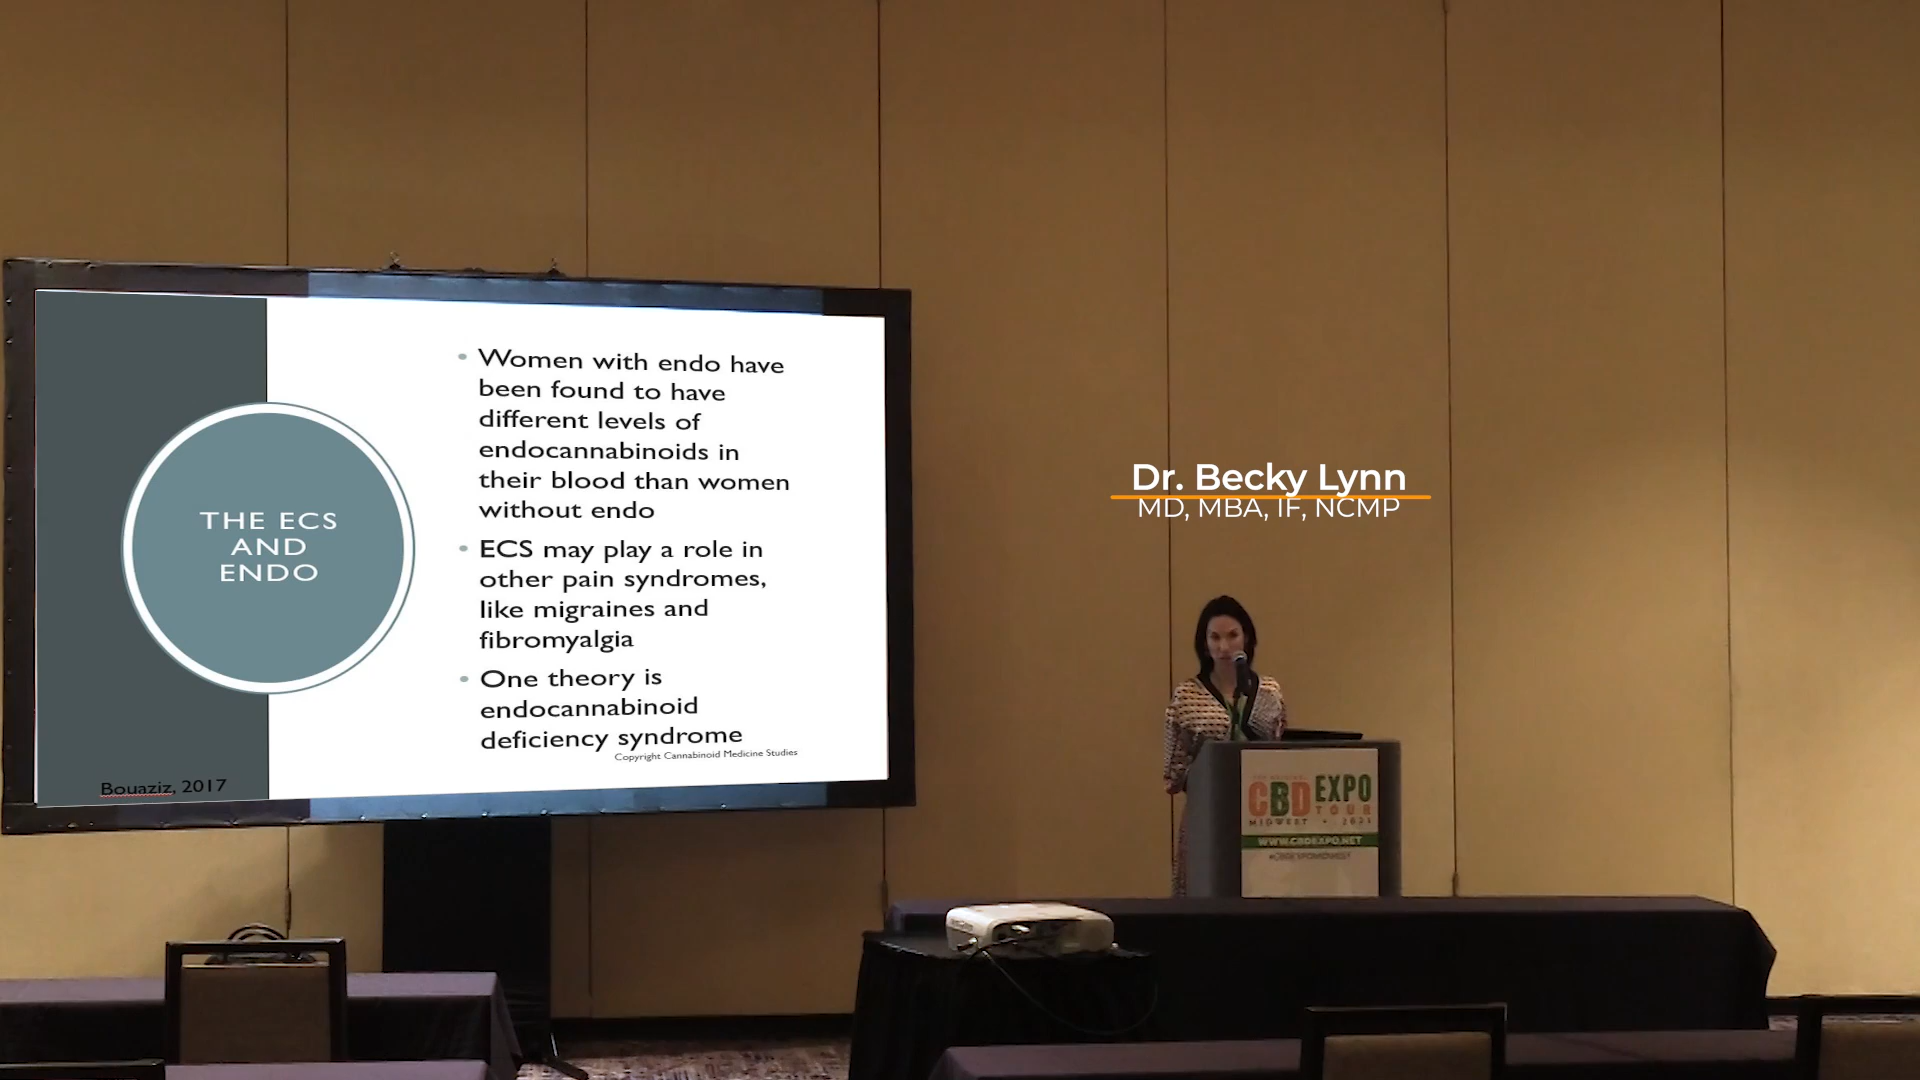 THE ECS
AND
ENDO
• Women with endo have
been found to have
different levels of
endocannabinoids in
their blood than women
without endo
• ECS may play a role in
other pain syndromes,
like migraines and
fibromyalgia
• One theory is
endocannabinoid
deficiency syndrome
Copyright Cannabinoid Medicine Studies
Bouaziz, 2017
Dr. Becky Lynn
MD, MBA, IF, NCMP
CBD EXPO
TOUR
MIDWEST • 2021
WWW.CBDEXPO.NET